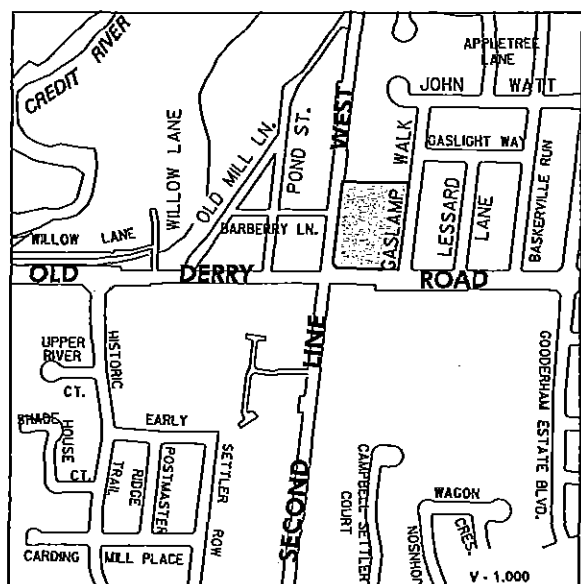 CREDIT RIVER
APPLETREE
LANE
JOHN WATT
WILLOW LANE
OLD MILL LN.
POND ST.
WEST
WALK
GASLAMP
GASLIGHT WAY
LESSARD
LANE
BASKERVILLE RUN
BARBERRY LN.
WILLOW LANE
OLD DERRY ROAD
UPPER
RIVER
CT.
HISTORIC
LINE
SECOND
GOODERHAM ESTATE BLVD.
SHADE
HOUSE
CT.
EARLY
SETTLER
ROW
TRAIL
RIDGE
POSTMASTER
CAMPBELL SETTLER
COURT
WAGON
CRES.
JOHNSON
CARDING MILL PLACE
V - 1.000